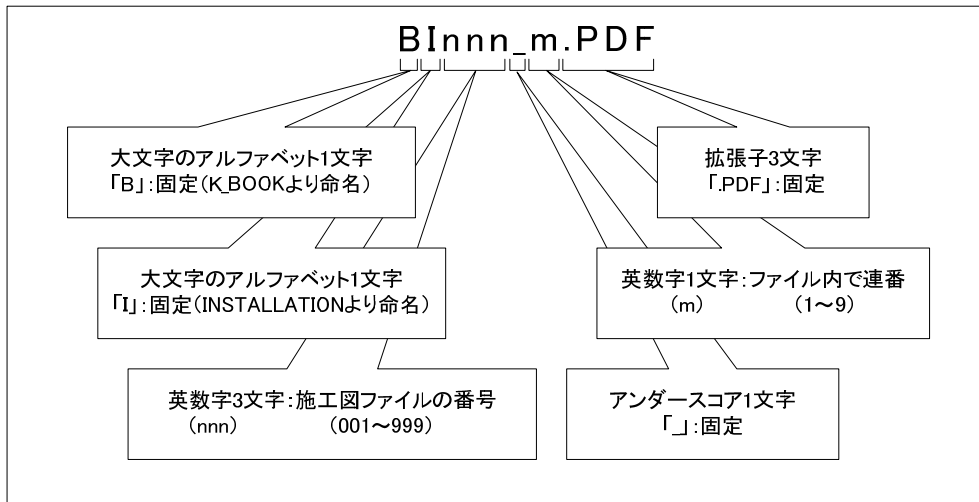 BInnn_m.PDF
大文字のアルファベット1文字
「B」:固定(K_BOOKより命名)
拡張子3文字
「.PDF」:固定
大文字のアルファベット1文字
「I」:固定(INSTALLATIONより命名)
英数字1文字:ファイル内で連番
(m) (1～9)
英数字3文字:施工図ファイルの番号
(nnn) (001～999)
アンダースコア1文字
「_」:固定